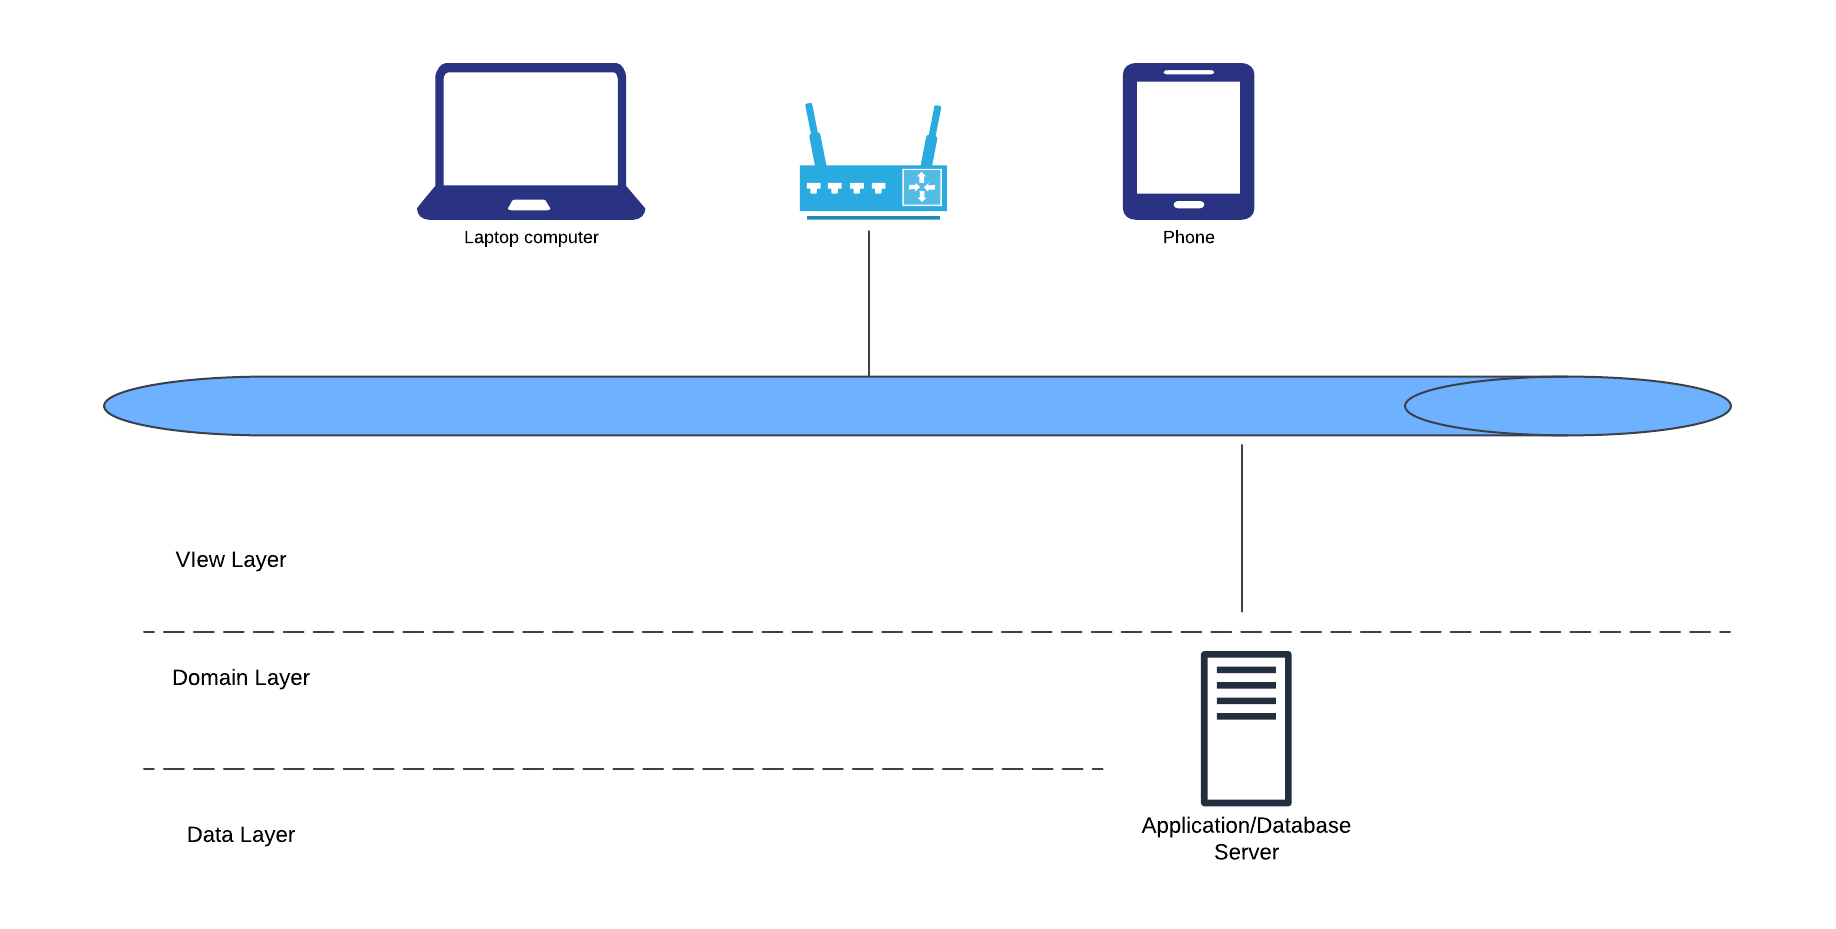 Laptop computer
Phone
VIew Layer
Domain Layer
Data Layer
Application/Database
Server